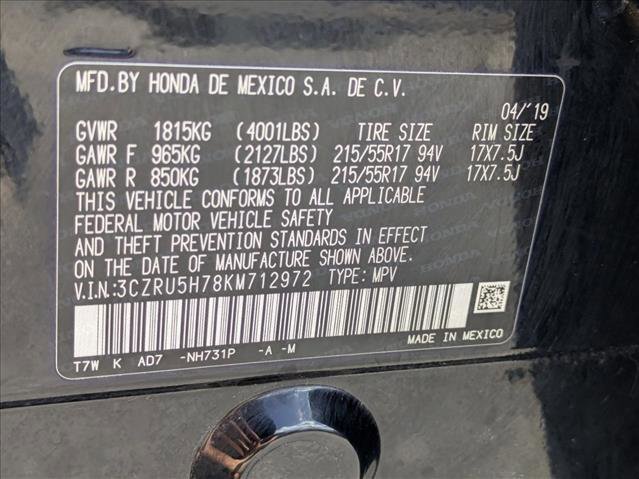 MFD.BY HONDA DE MEXICO S.A. DE C.V.
04/'19
GVWR 1815KG (4001LBS) TIRE SIZE RIM SIZE
GAWR F 965KG (2127LBS) 215/55R17 94V 17X7.5J
GAWR R 850KG (1873LBS) 215/55R17 94V 17X7.5J
THIS VEHICLE CONFORMS TO ALL APPLICABLE
FEDERAL MOTOR VEHICLE SAFETY
AND THEFT PREVENTION STANDARDS IN EFFECT
ON THE DATE OF MANUFACTURE SHOWN ABOVE.
V.I.N.:3CZRU5H78KM712972 TYPE: MPV
T7W K AD7 -NH731P -A -M
MADE IN MEXICO